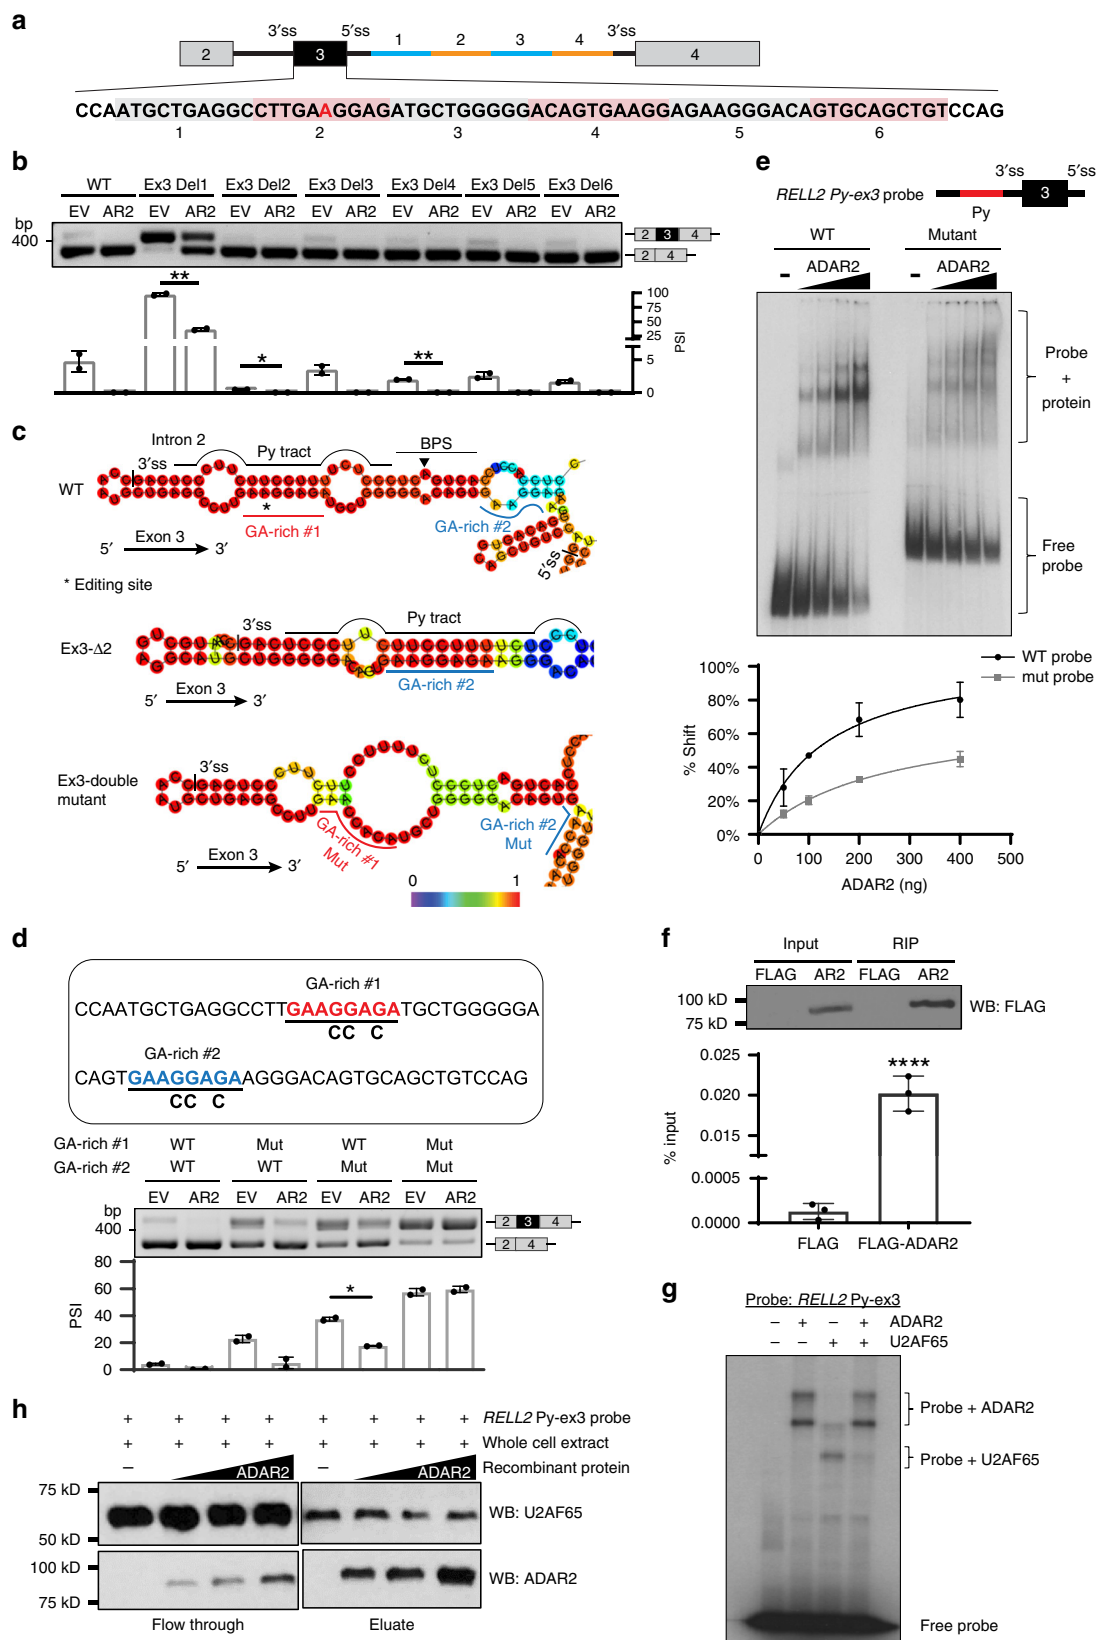 a
3′ss 5′ss 1 2 3 4 3′ss
2 3 4
CCAATGCTGAGGCCTTGAAGGAGATGCTGGGGGACAGTGAAGGAGAAGGGACAGTGCAGCTGTCCAG
1 2 3 4 5 6
b
WT Ex3 Del1 Ex3 Del2 Ex3 Del3 Ex3 Del4 Ex3 Del5 Ex3 Del6
EV AR2 EV AR2 EV AR2 EV AR2 EV AR2 EV AR2 EV AR2
bp
400
2 3 4
2 4
** * **
100
75
50
25
5
0
PSI
c
Intron 2
3′ss Py tract BPS
WT
*
GA-rich #1
GA-rich #2
5′ Exon 3 3′
5′ss
* Editing site
3′ss Py tract
Ex3-Δ2
GA-rich #2
5′ Exon 3 3′
Ex3-double
mutant
3′ss
GA-rich #1
Mut
GA-rich #2
Mut
5′ Exon 3 3′
0 1
d
GA-rich #1
CCAATGCTGAGGCCTTGAAGGAGATGCTGGGGGA
CC C
GA-rich #2
CAGTGAAGGAGAAGGGACAGTGCAGCTGTCCAG
CC C
GA-rich #1 WT Mut WT Mut
GA-rich #2 WT WT Mut Mut
EV AR2 EV AR2 EV AR2 EV AR2
bp
400
2 3 4
2 4
80
60
40
20
0
PSI
*
e
3′ss 5′ss
RELL2 Py-ex3 probe
3
Py
WT Mutant
– ADAR2 – ADAR2
Probe
+
protein
Free
probe
100%
80%
60%
40%
20%
0%
% Shift
WT probe
mut probe
0 100 200 300 400 500
ADAR2 (ng)
f
Input RIP
FLAG AR2 FLAG AR2
100 kD
75 kD
WB: FLAG
0.025
0.020
0.015
0.0005
0.0000
% input
****
FLAG FLAG-ADAR2
g
Probe: RELL2 Py-ex3
– + – + ADAR2
– – + + U2AF65
Probe + ADAR2
Probe + U2AF65
Free probe
h
+ + + + + + + + RELL2 Py-ex3 probe
+ + + + + + + + Whole cell extract
– ADAR2 – ADAR2 Recombinant protein
75 kD
50 kD
WB: U2AF65
100 kD
75 kD
WB: ADAR2
Flow through Eluate